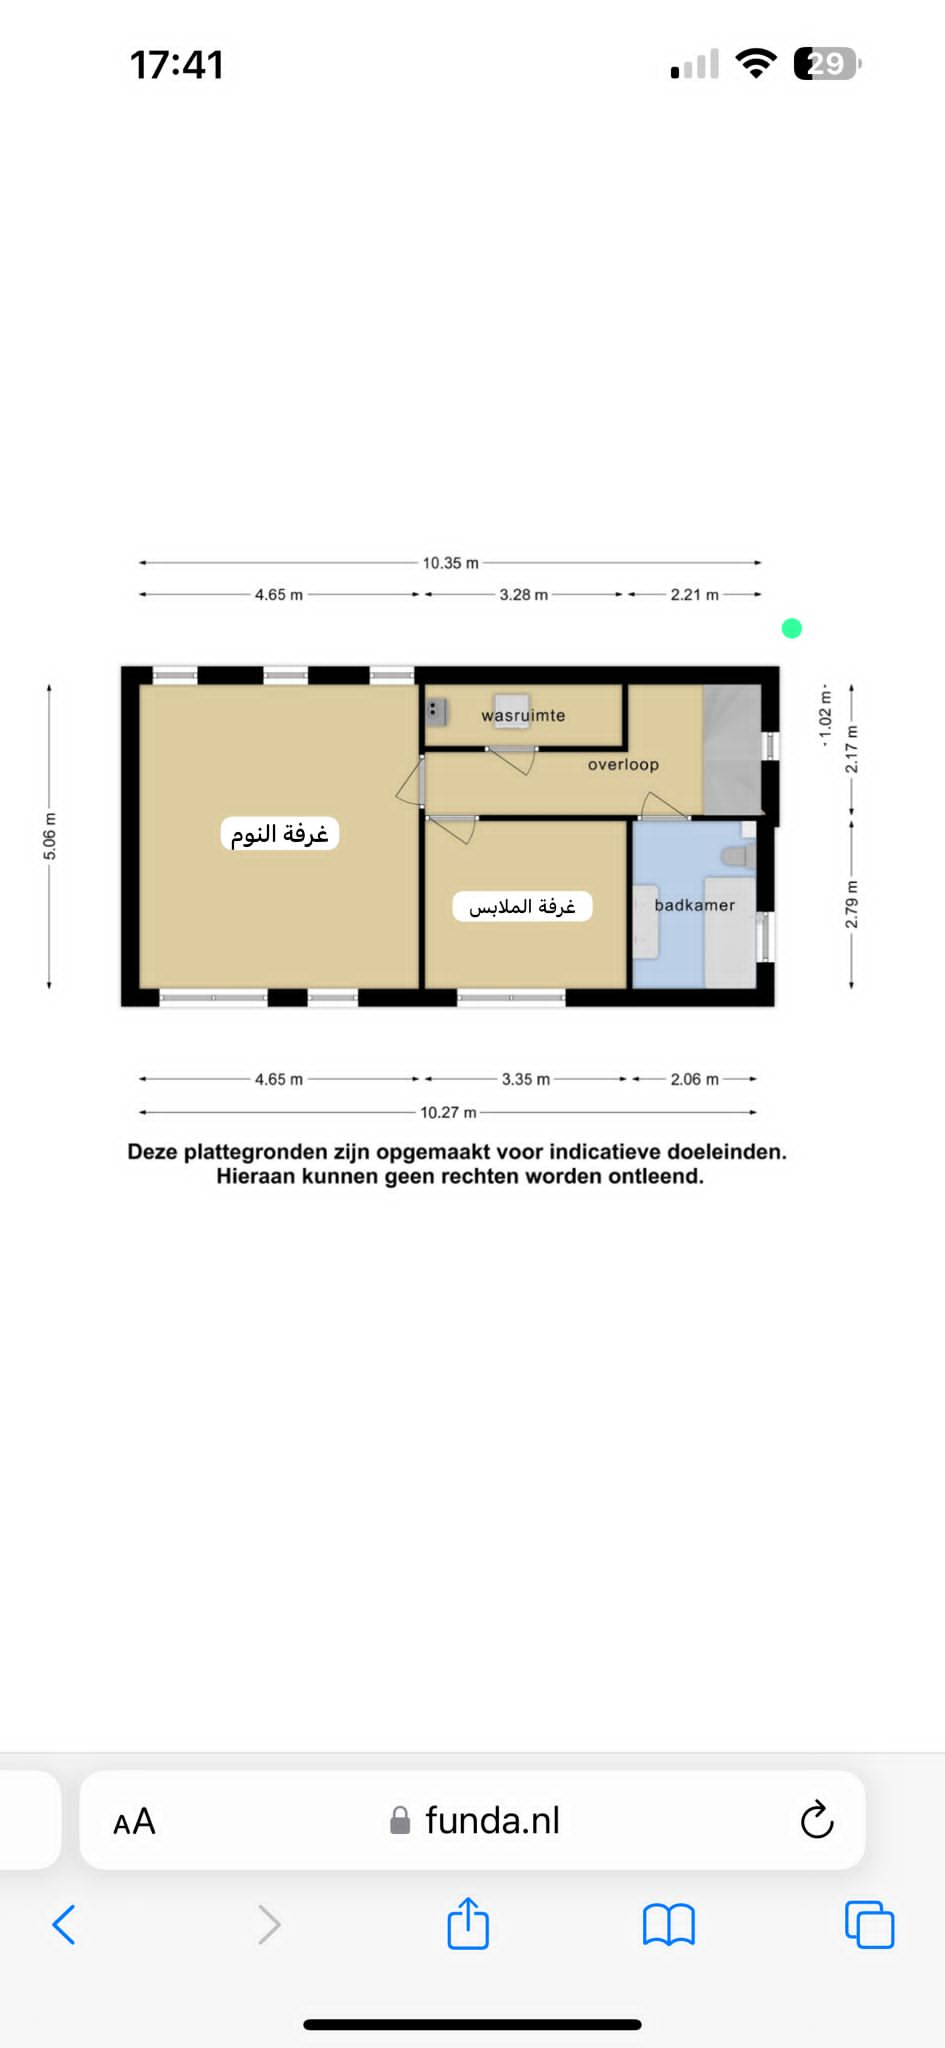 17:41
29
10.35 m
4.65 m
3.28 m
2.21 m
1.02 m
2.17 m
wasruimte
overloop
5.06 m
غرفة النوم
غرفة الملابس
badkamer
2.79 m
4.65 m
3.35 m
2.06 m
10.27 m
Deze plattegronden zijn opgemaakt voor indicatieve doeleinden.
Hieraan kunnen geen rechten worden ontleend.
AA
funda.nl